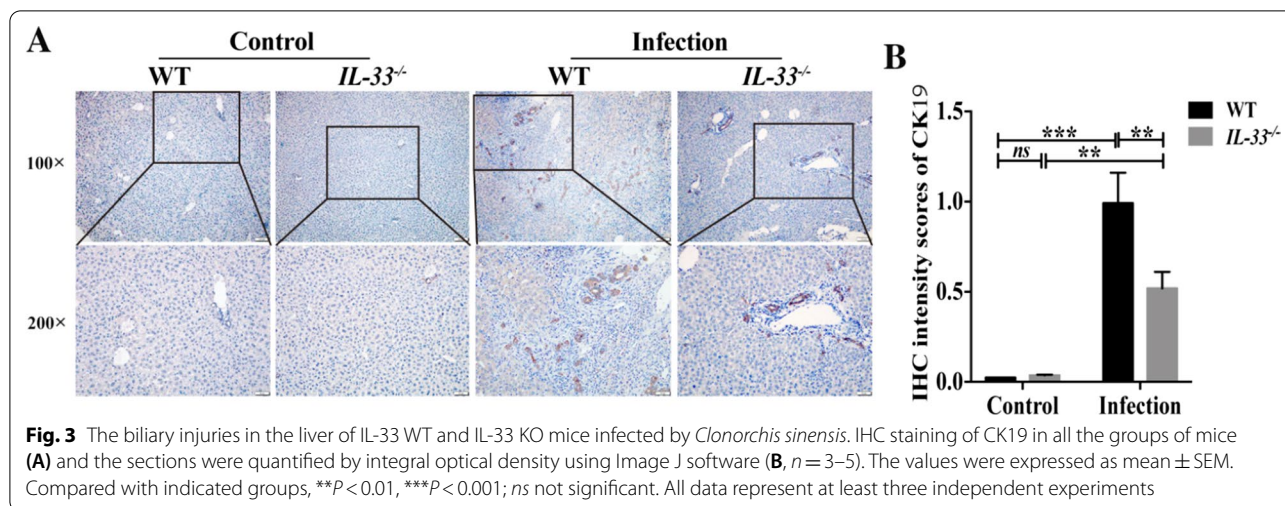 A
Control
Infection
WT
IL-33-/-
WT
IL-33-/-
100×
200×
B
WT
IL-33-/-
IHC intensity scores of CK19
1.5
1.0
0.5
0.0
***
**
ns
**
Control
Infection
Fig. 3 The biliary injuries in the liver of IL-33 WT and IL-33 KO mice infected by Clonorchis sinensis. IHC staining of CK19 in all the groups of mice
(A) and the sections were quantified by integral optical density using Image J software (B, n = 3–5). The values were expressed as mean ± SEM.
Compared with indicated groups, **P < 0.01, ***P < 0.001; ns not significant. All data represent at least three independent experiments